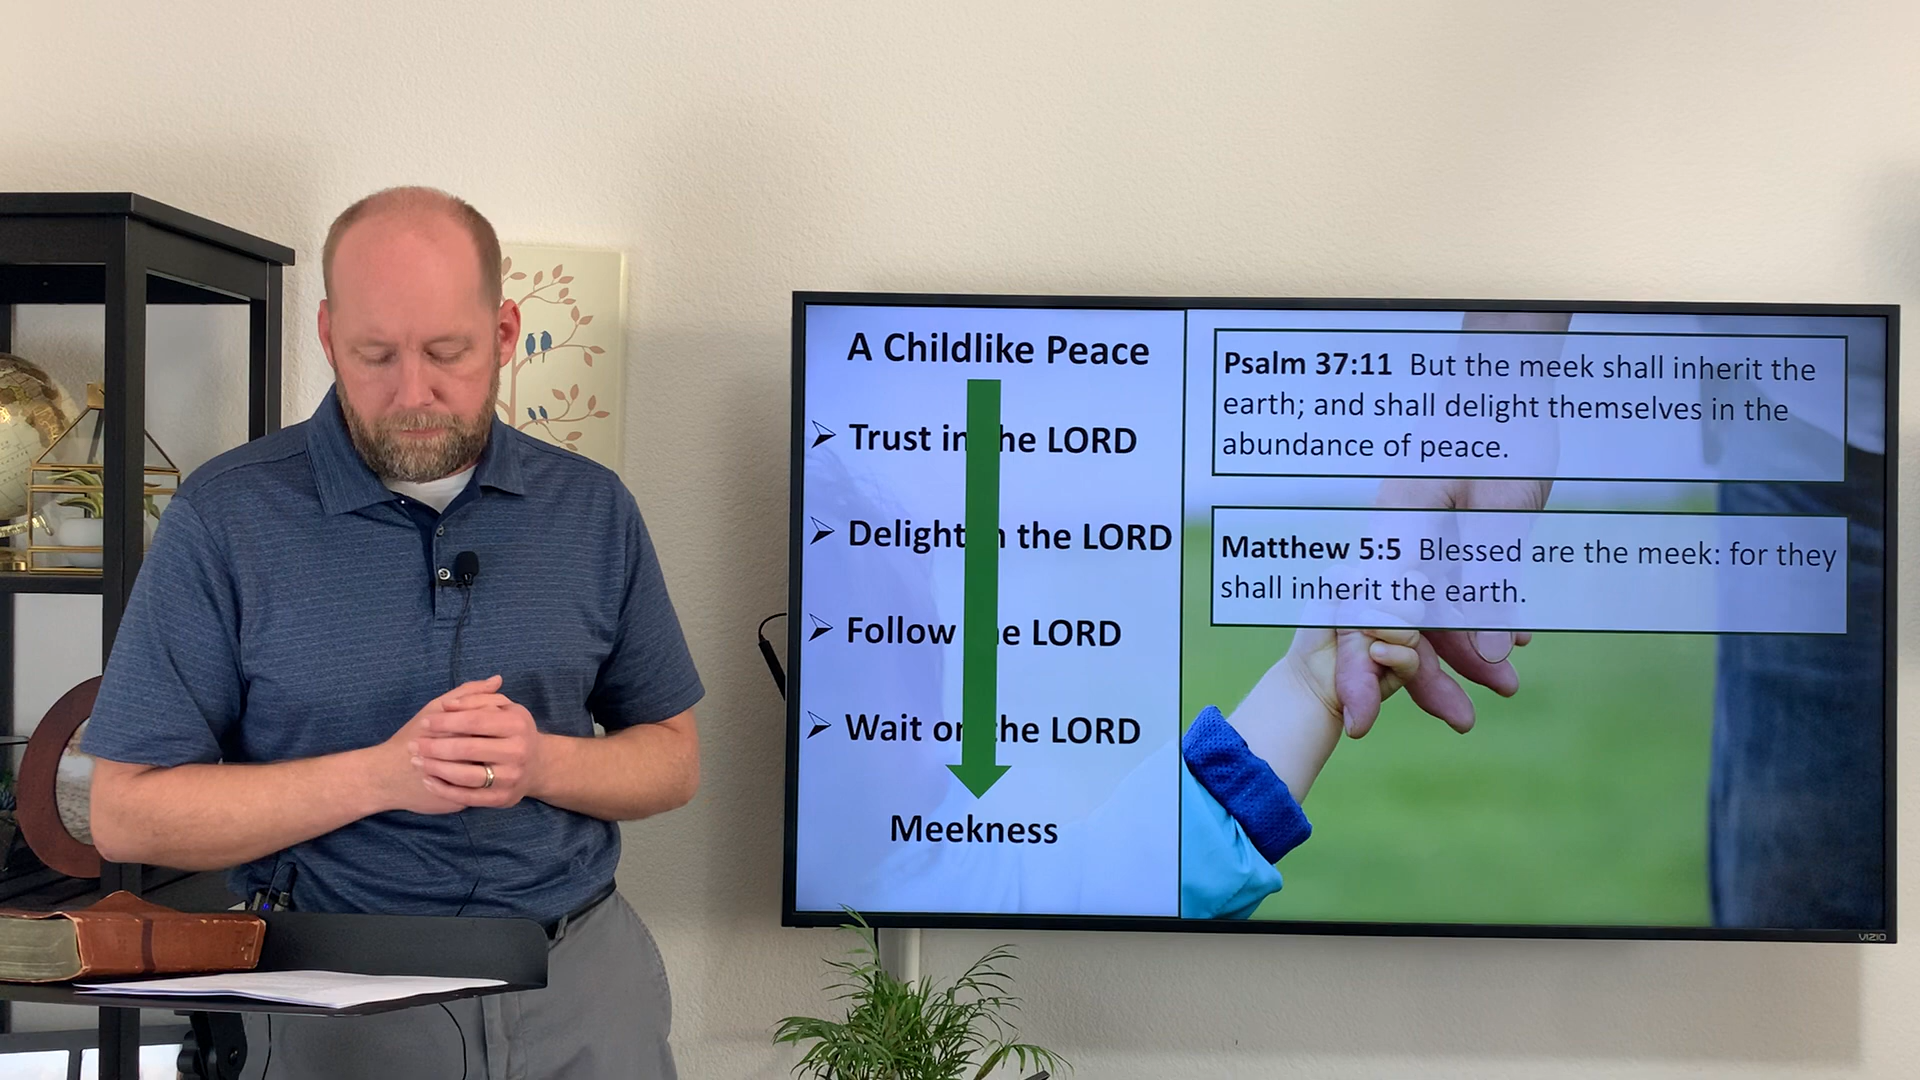 A Childlike Peace
Trust in the LORD
Delight in the LORD
Follow the LORD
Wait on the LORD
Meekness
Psalm 37:11 But the meek shall inherit the
earth; and shall delight themselves in the
abundance of peace.
Matthew 5:5 Blessed are the meek: for they
shall inherit the earth.
VIZIO